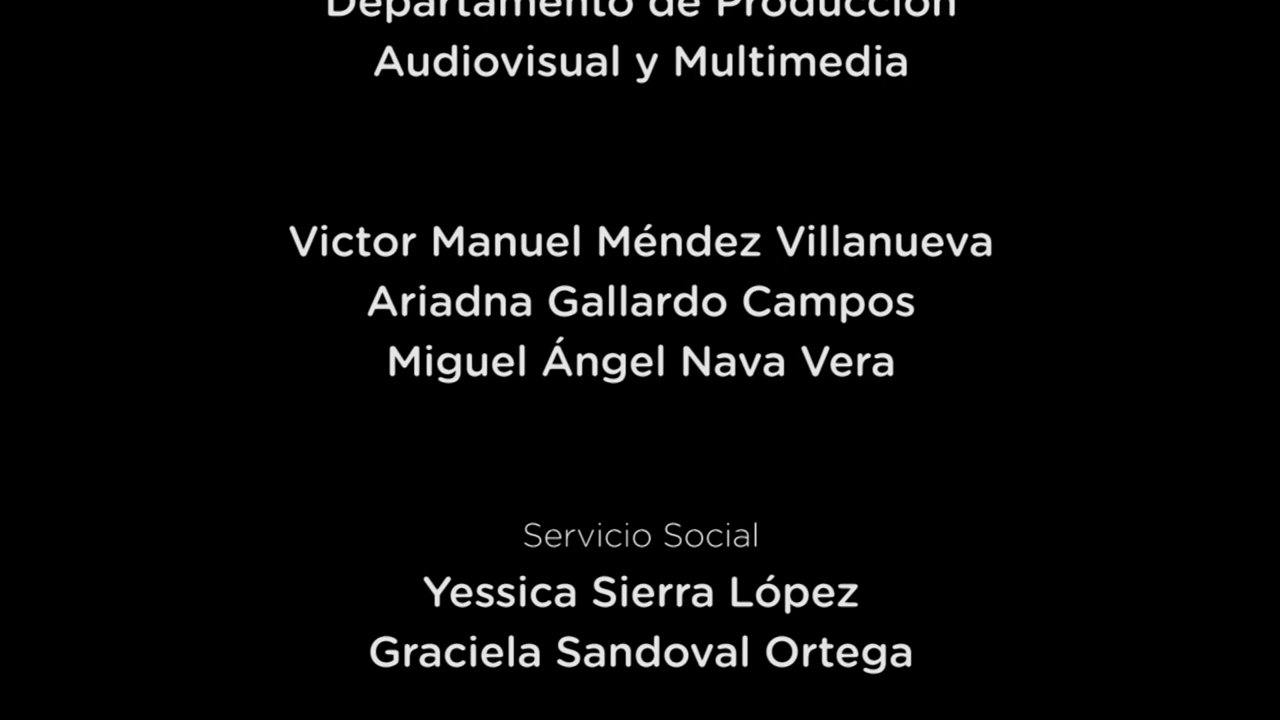 Departamento de Producción
Audiovisual y Multimedia
Victor Manuel Méndez Villanueva
Ariadna Gallardo Campos
Miguel Ángel Nava Vera
Servicio Social
Yessica Sierra López
Graciela Sandoval Ortega